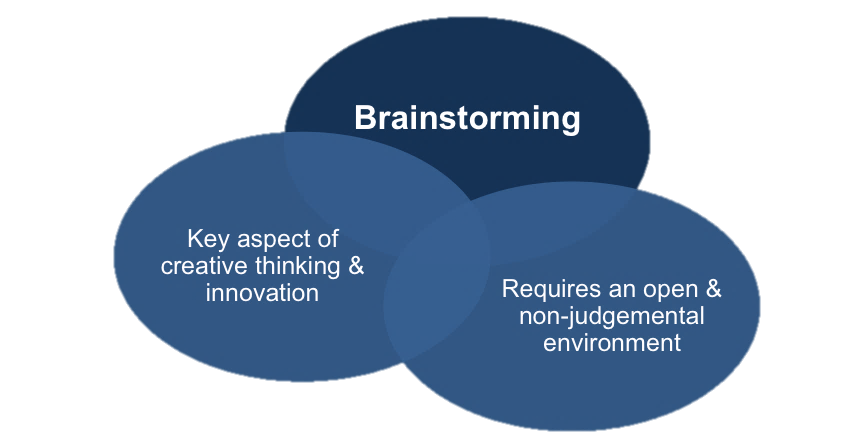 Brainstorming
Key aspect of
creative thinking &
innovation
Requires an open &
non-judgemental
environment